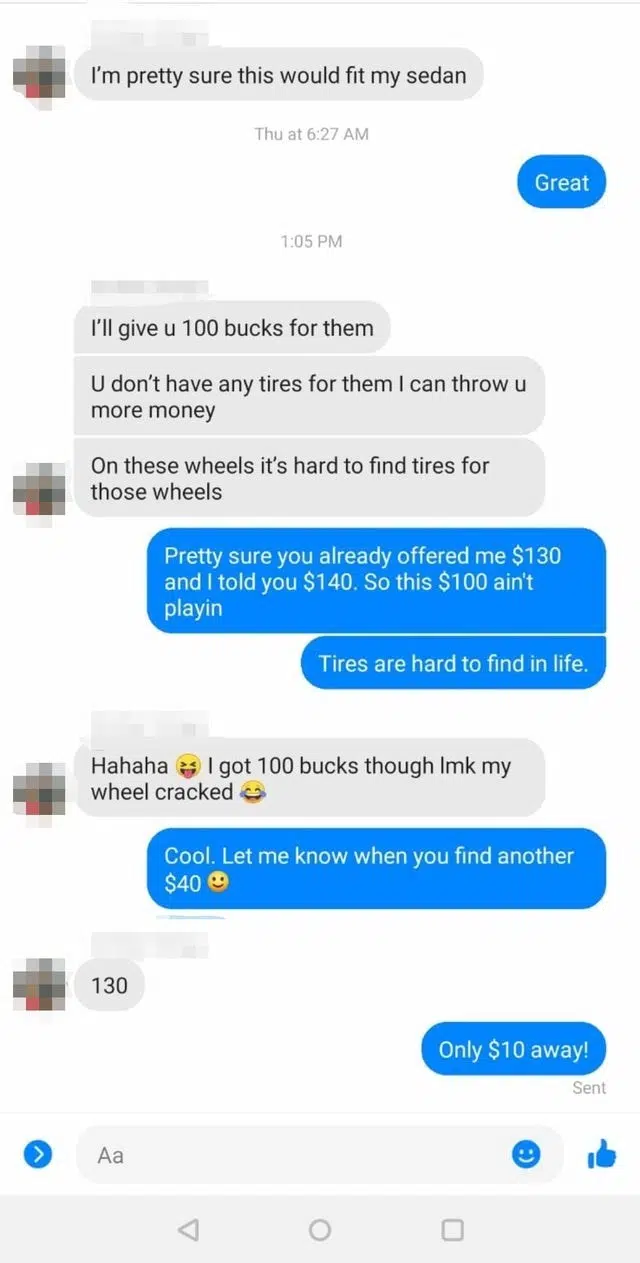 I'm pretty sure this would fit my sedan
Thu at 6:27 AM
Great
1:05 PM
I'll give u 100 bucks for them
U don't have any tires for them I can throw u
more money
On these wheels it's hard to find tires for
those wheels
Pretty sure you already offered me $130
and I told you $140. So this $100 ain't
playin
Tires are hard to find in life.
Hahaha 😝 I got 100 bucks though lmk my
wheel cracked 😂
Cool. Let me know when you find another
$40 🙂
130
Only $10 away!
Sent
Aa